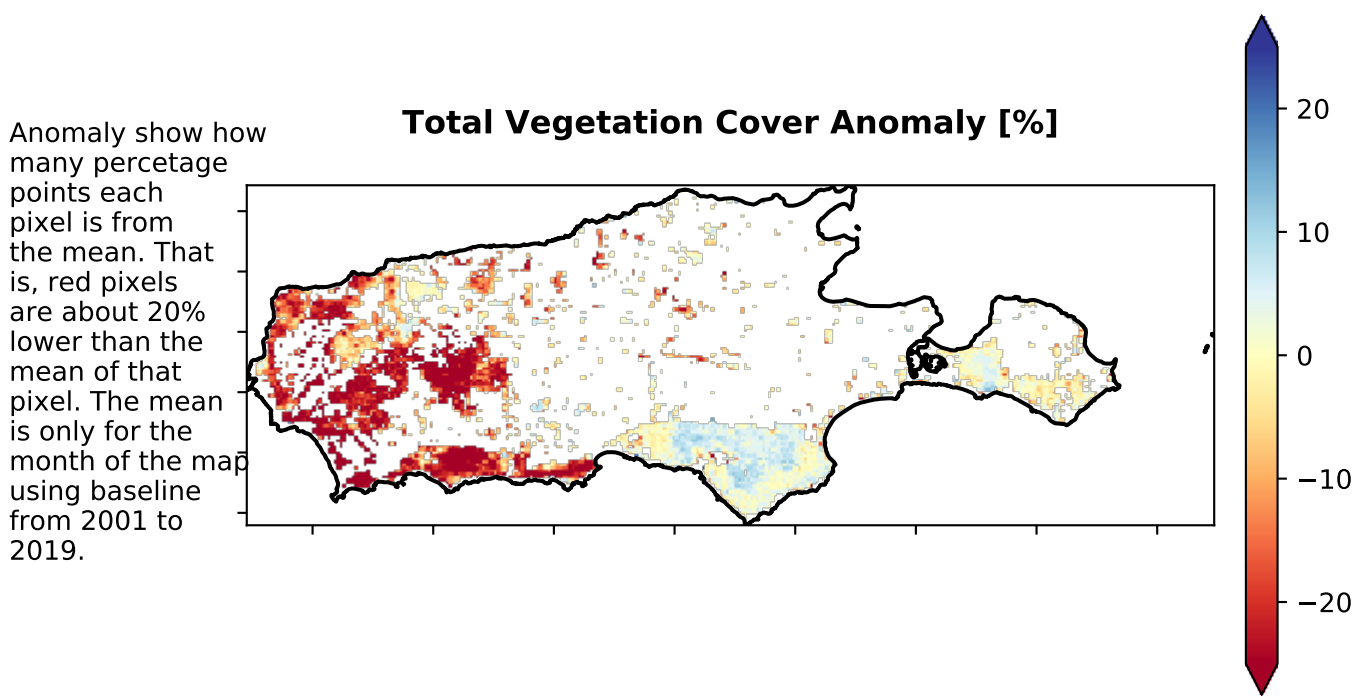 Total Vegetation Cover Anomaly [%]
Anomaly show how
many percetage
points each
pixel is from
the mean. That
is, red pixels
are about 20%
lower than the
mean of that
pixel. The mean
is only for the
month of the map
using baseline
from 2001 to
2019.
20
10
0
−10
−20